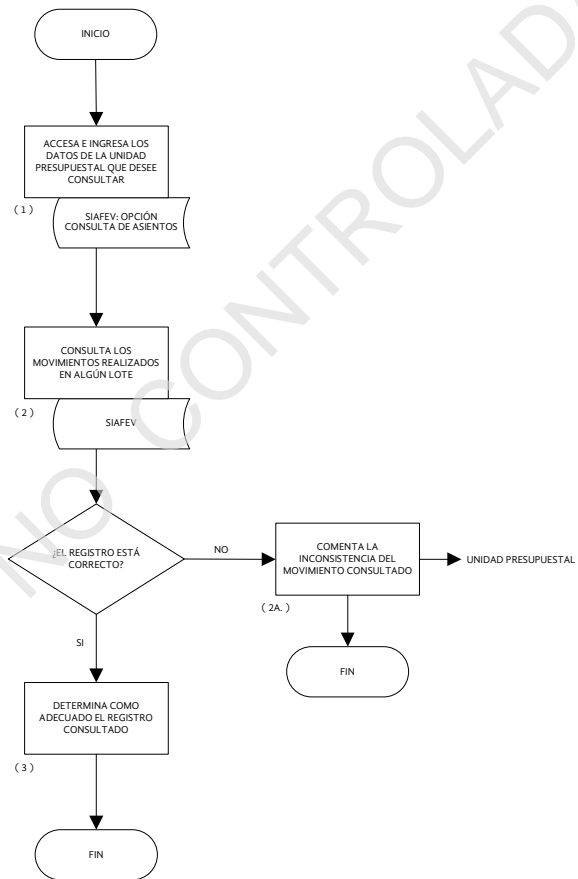 INICIO
ACCESA E INGRESA LOS
DATOS DE LA UNIDAD
PRESUPUESTAL QUE DESEE
CONSULTAR
( 1 )
SIAFEV: OPCIÓN
CONSULTA DE ASIENTOS
CONSULTA LOS
MOVIMIENTOS REALIZADOS
EN ALGÚN LOTE
( 2 )
SIAFEV
¿EL REGISTRO ESTÁ
CORRECTO?
NO
COMENTA LA
INCONSISTENCIA DEL
MOVIMIENTO CONSULTADO
UNIDAD PRESUPUESTAL
( 2A. )
FIN
SI
DETERMINA COMO
ADECUADO EL REGISTRO
CONSULTADO
( 3 )
FIN
NO CONTROLADA